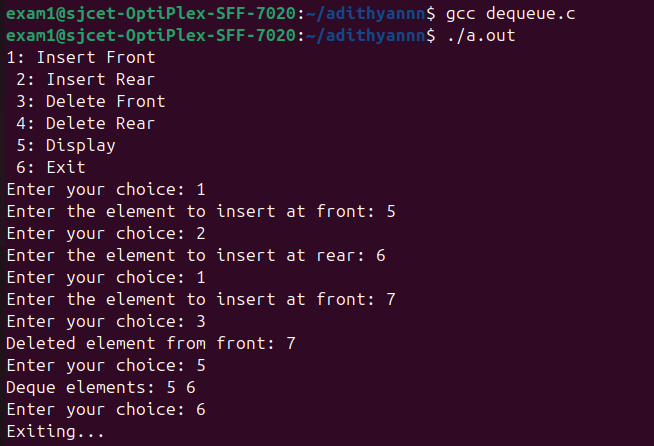 exam1@sjcet-OptiPlex-SFF-7020:~/adithyannn$ gcc dequeue.c
exam1@sjcet-OptiPlex-SFF-7020:~/adithyannn$ ./a.out
1: Insert Front
 2: Insert Rear
 3: Delete Front
 4: Delete Rear
 5: Display
 6: Exit
Enter your choice: 1
Enter the element to insert at front: 5
Enter your choice: 2
Enter the element to insert at rear: 6
Enter your choice: 1
Enter the element to insert at front: 7
Enter your choice: 3
Deleted element from front: 7
Enter your choice: 5
Deque elements: 5 6
Enter your choice: 6
Exiting...